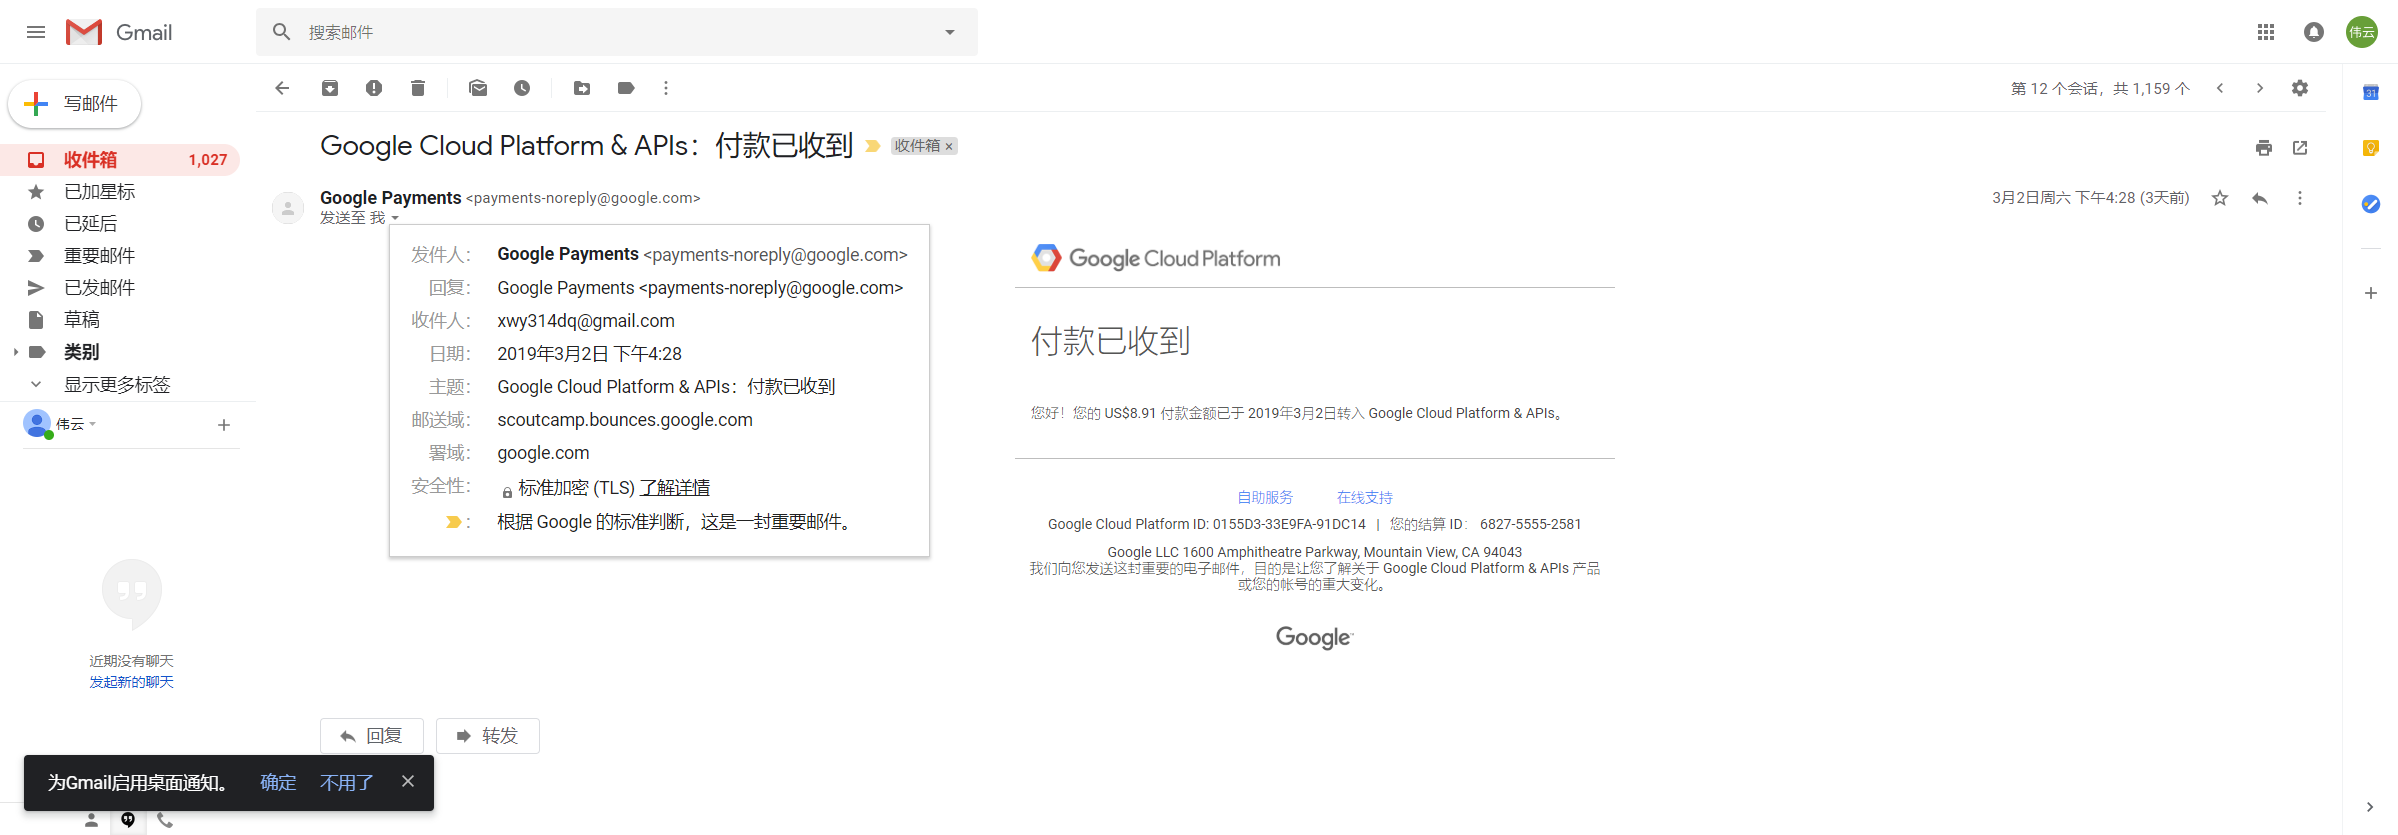 Gmail
搜索邮件
伟云
写邮件
第 12 个会话，共 1,159 个
31
收件箱 1,027
已加星标
已延后
重要邮件
已发邮件
草稿
类别
显示更多标签
伟云
近期没有聊天
发起新的聊天
Google Cloud Platform & APIs：付款已收到 收件箱 ×
Google Payments <payments-noreply@google.com>
3月2日周六 下午4:28 (3天前)
发送至 我
发件人： Google Payments <payments-noreply@google.com>
回复： Google Payments <payments-noreply@google.com>
收件人： xwy314dq@gmail.com
日期： 2019年3月2日 下午4:28
主题： Google Cloud Platform & APIs：付款已收到
邮送域： scoutcamp.bounces.google.com
署域： google.com
安全性： 标准加密 (TLS) 了解详情
： 根据 Google 的标准判断，这是一封重要邮件。
Google Cloud Platform
付款已收到
您好！您的 US$8.91 付款金额已于 2019年3月2日转入 Google Cloud Platform & APIs。
自助服务 在线支持
Google Cloud Platform ID: 0155D3-33E9FA-91DC14 | 您的结算 ID： 6827-5555-2581
Google LLC 1600 Amphitheatre Parkway, Mountain View, CA 94043
我们向您发送这封重要的电子邮件，目的是让您了解关于 Google Cloud Platform & APIs 产品
或您的帐号的重大变化。
Google
回复 转发
为Gmail启用桌面通知。 确定 不用了